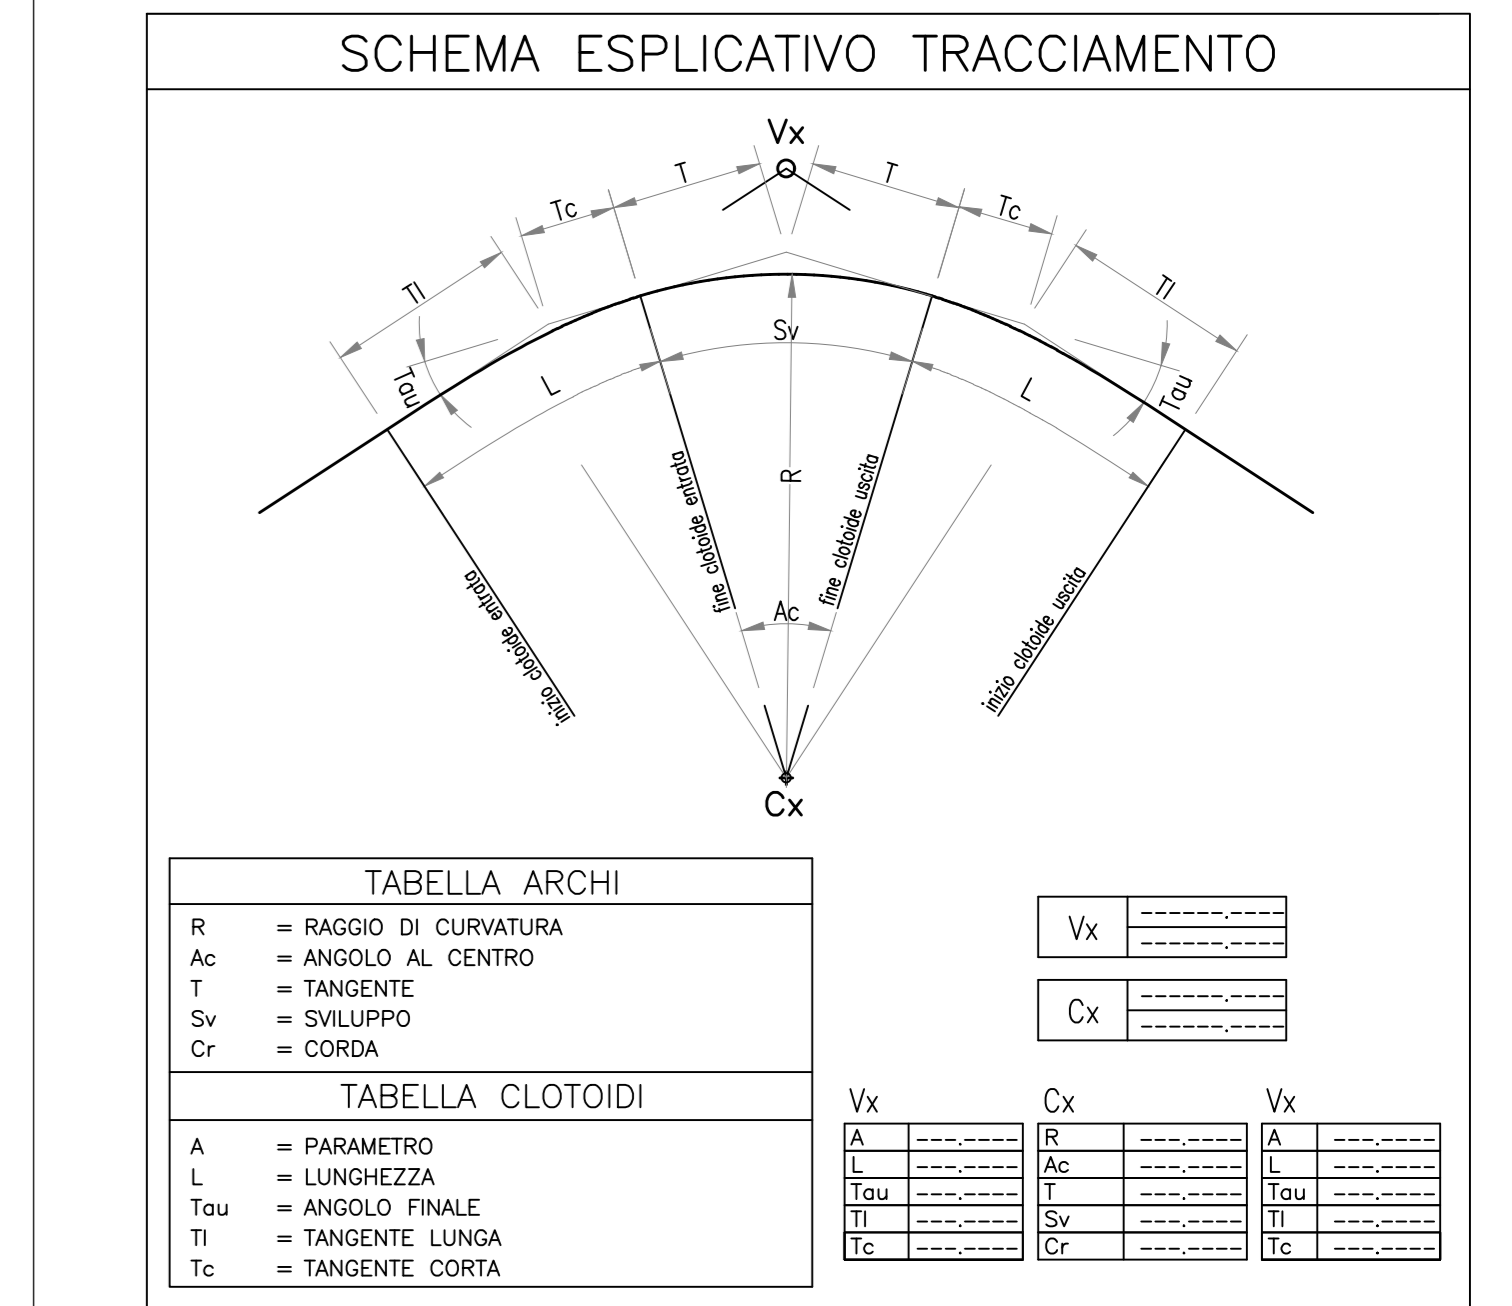 SCHEMA ESPLICATIVO TRACCIAMENTO
Vx
T
T
Tc
Tc
Tl
Tl
Sv
Tau
Tau
L
L
R
fine clotoide entrata
fine clotoide uscita
inizio clotoide entrata
inizio clotoide uscita
Ac
Cx
TABELLA ARCHI
R = RAGGIO DI CURVATURA
Ac = ANGOLO AL CENTRO
T = TANGENTE
Sv = SVILUPPO
Cr = CORDA
TABELLA CLOTOIDI
A = PARAMETRO
L = LUNGHEZZA
Tau = ANGOLO FINALE
Tl = TANGENTE LUNGA
Tc = TANGENTE CORTA
Vx
------.----
------.----
Cx
------.----
------.----
Vx
A ---.----
L ---.----
Tau ---.----
Tl ---.----
Tc ---.----
Cx
R ---.----
Ac ---.----
T ---.----
Sv ---.----
Cr ---.----
Vx
A ---.----
L ---.----
Tau ---.----
Tl ---.----
Tc ---.----